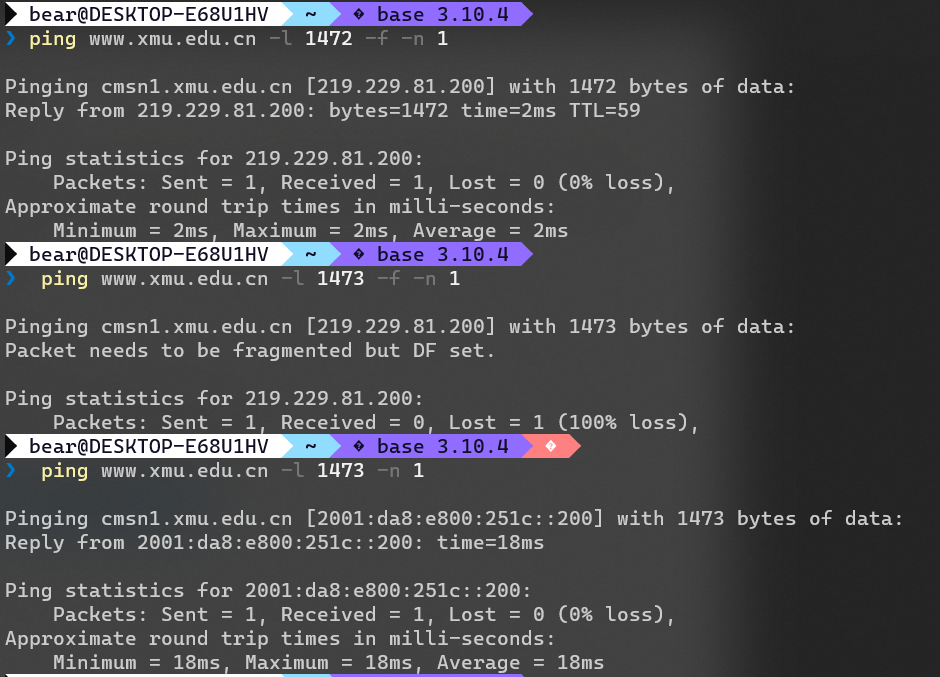 bear@DESKTOP-E68U1HV ~ � base 3.10.4
❯ ping www.xmu.edu.cn -l 1472 -f -n 1
Pinging cmsn1.xmu.edu.cn [219.229.81.200] with 1472 bytes of data:
Reply from 219.229.81.200: bytes=1472 time=2ms TTL=59
Ping statistics for 219.229.81.200:
Packets: Sent = 1, Received = 1, Lost = 0 (0% loss),
Approximate round trip times in milli-seconds:
Minimum = 2ms, Maximum = 2ms, Average = 2ms
bear@DESKTOP-E68U1HV ~ � base 3.10.4
❯ ping www.xmu.edu.cn -l 1473 -f -n 1
Pinging cmsn1.xmu.edu.cn [219.229.81.200] with 1473 bytes of data:
Packet needs to be fragmented but DF set.
Ping statistics for 219.229.81.200:
Packets: Sent = 1, Received = 0, Lost = 1 (100% loss),
bear@DESKTOP-E68U1HV ~ � base 3.10.4 �
❯ ping www.xmu.edu.cn -l 1473 -n 1
Pinging cmsn1.xmu.edu.cn [2001:da8:e800:251c::200] with 1473 bytes of data:
Reply from 2001:da8:e800:251c::200: time=18ms
Ping statistics for 2001:da8:e800:251c::200:
Packets: Sent = 1, Received = 1, Lost = 0 (0% loss),
Approximate round trip times in milli-seconds:
Minimum = 18ms, Maximum = 18ms, Average = 18ms